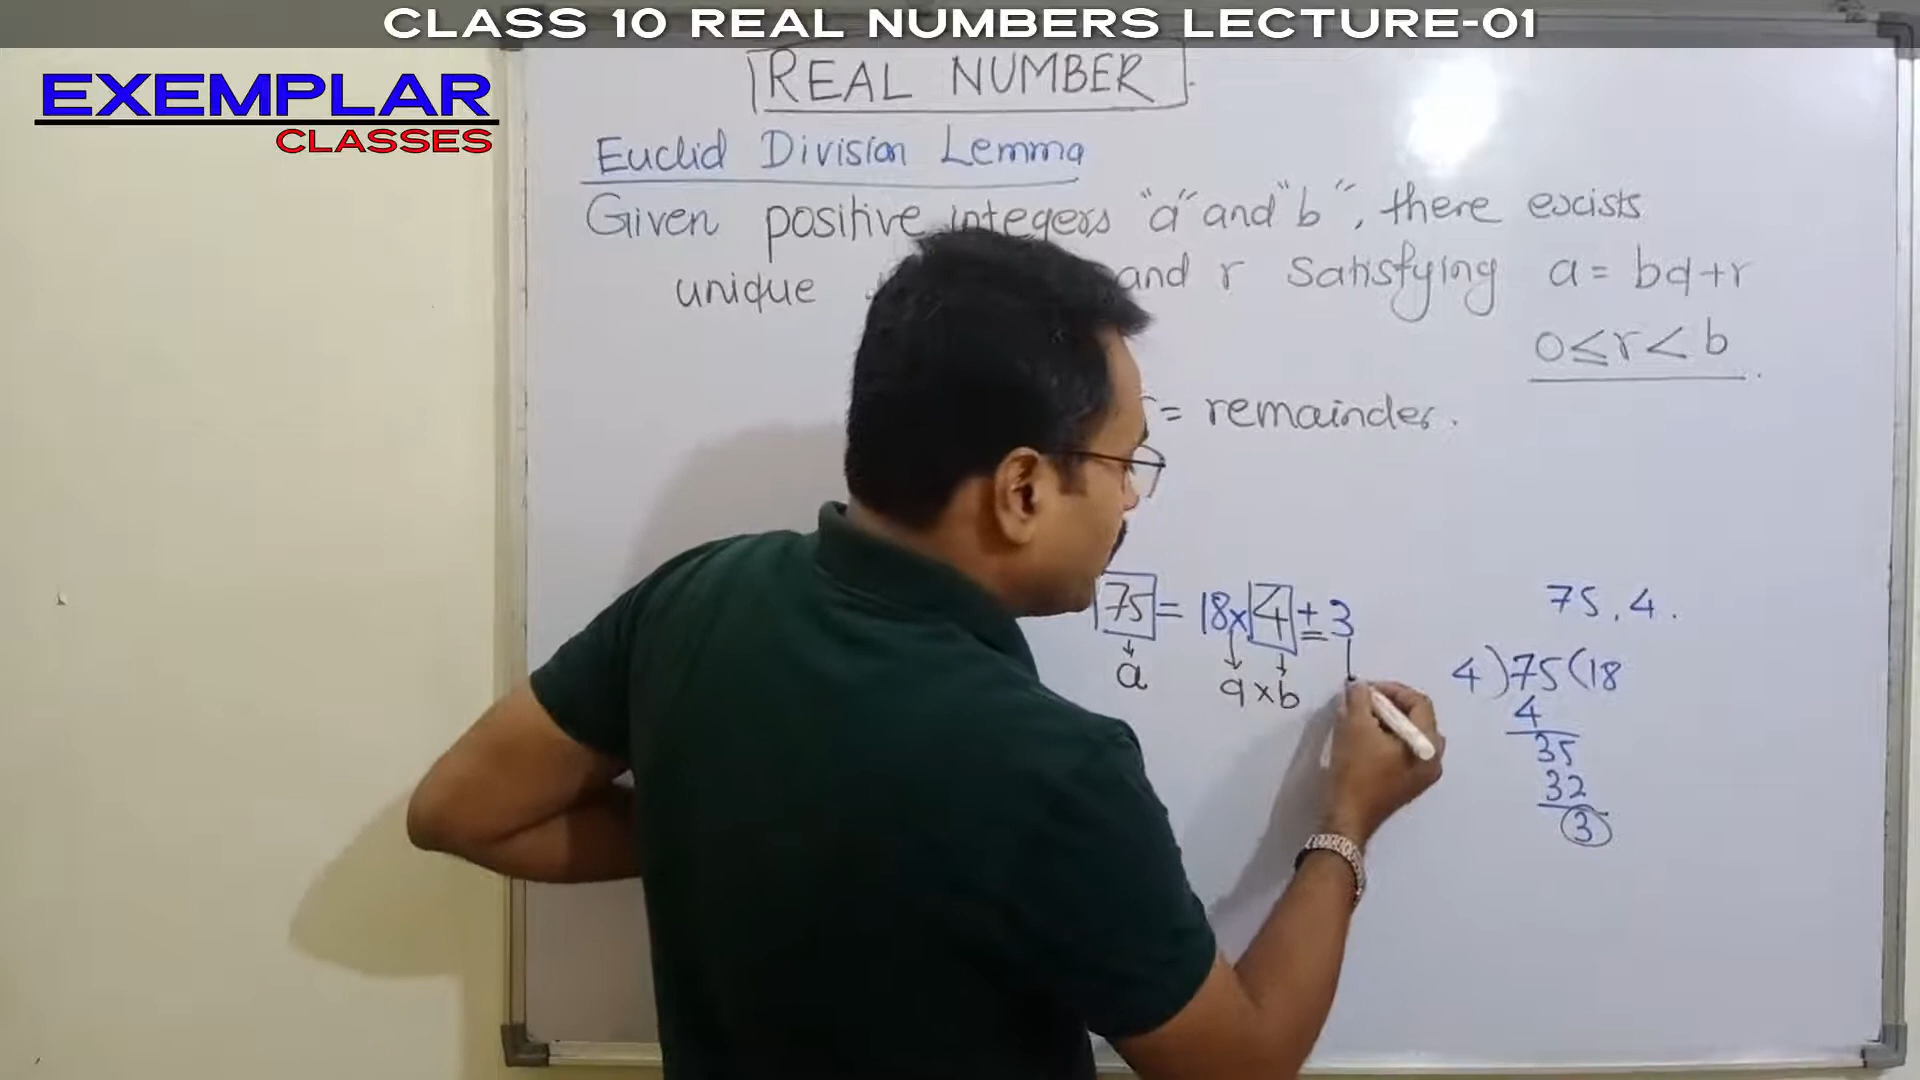 CLASS 10 REAL NUMBERS LECTURE-01
EXEMPLAR
CLASSES
REAL NUMBER
Euclid Division Lemma
Given positive integers "a" and "b", there excists
unique and r satisfying a = bq+r
0≤r<b
= remainder.
75 = 18x4+3
a q×b
75, 4.
4)75(18
4
35
32
3